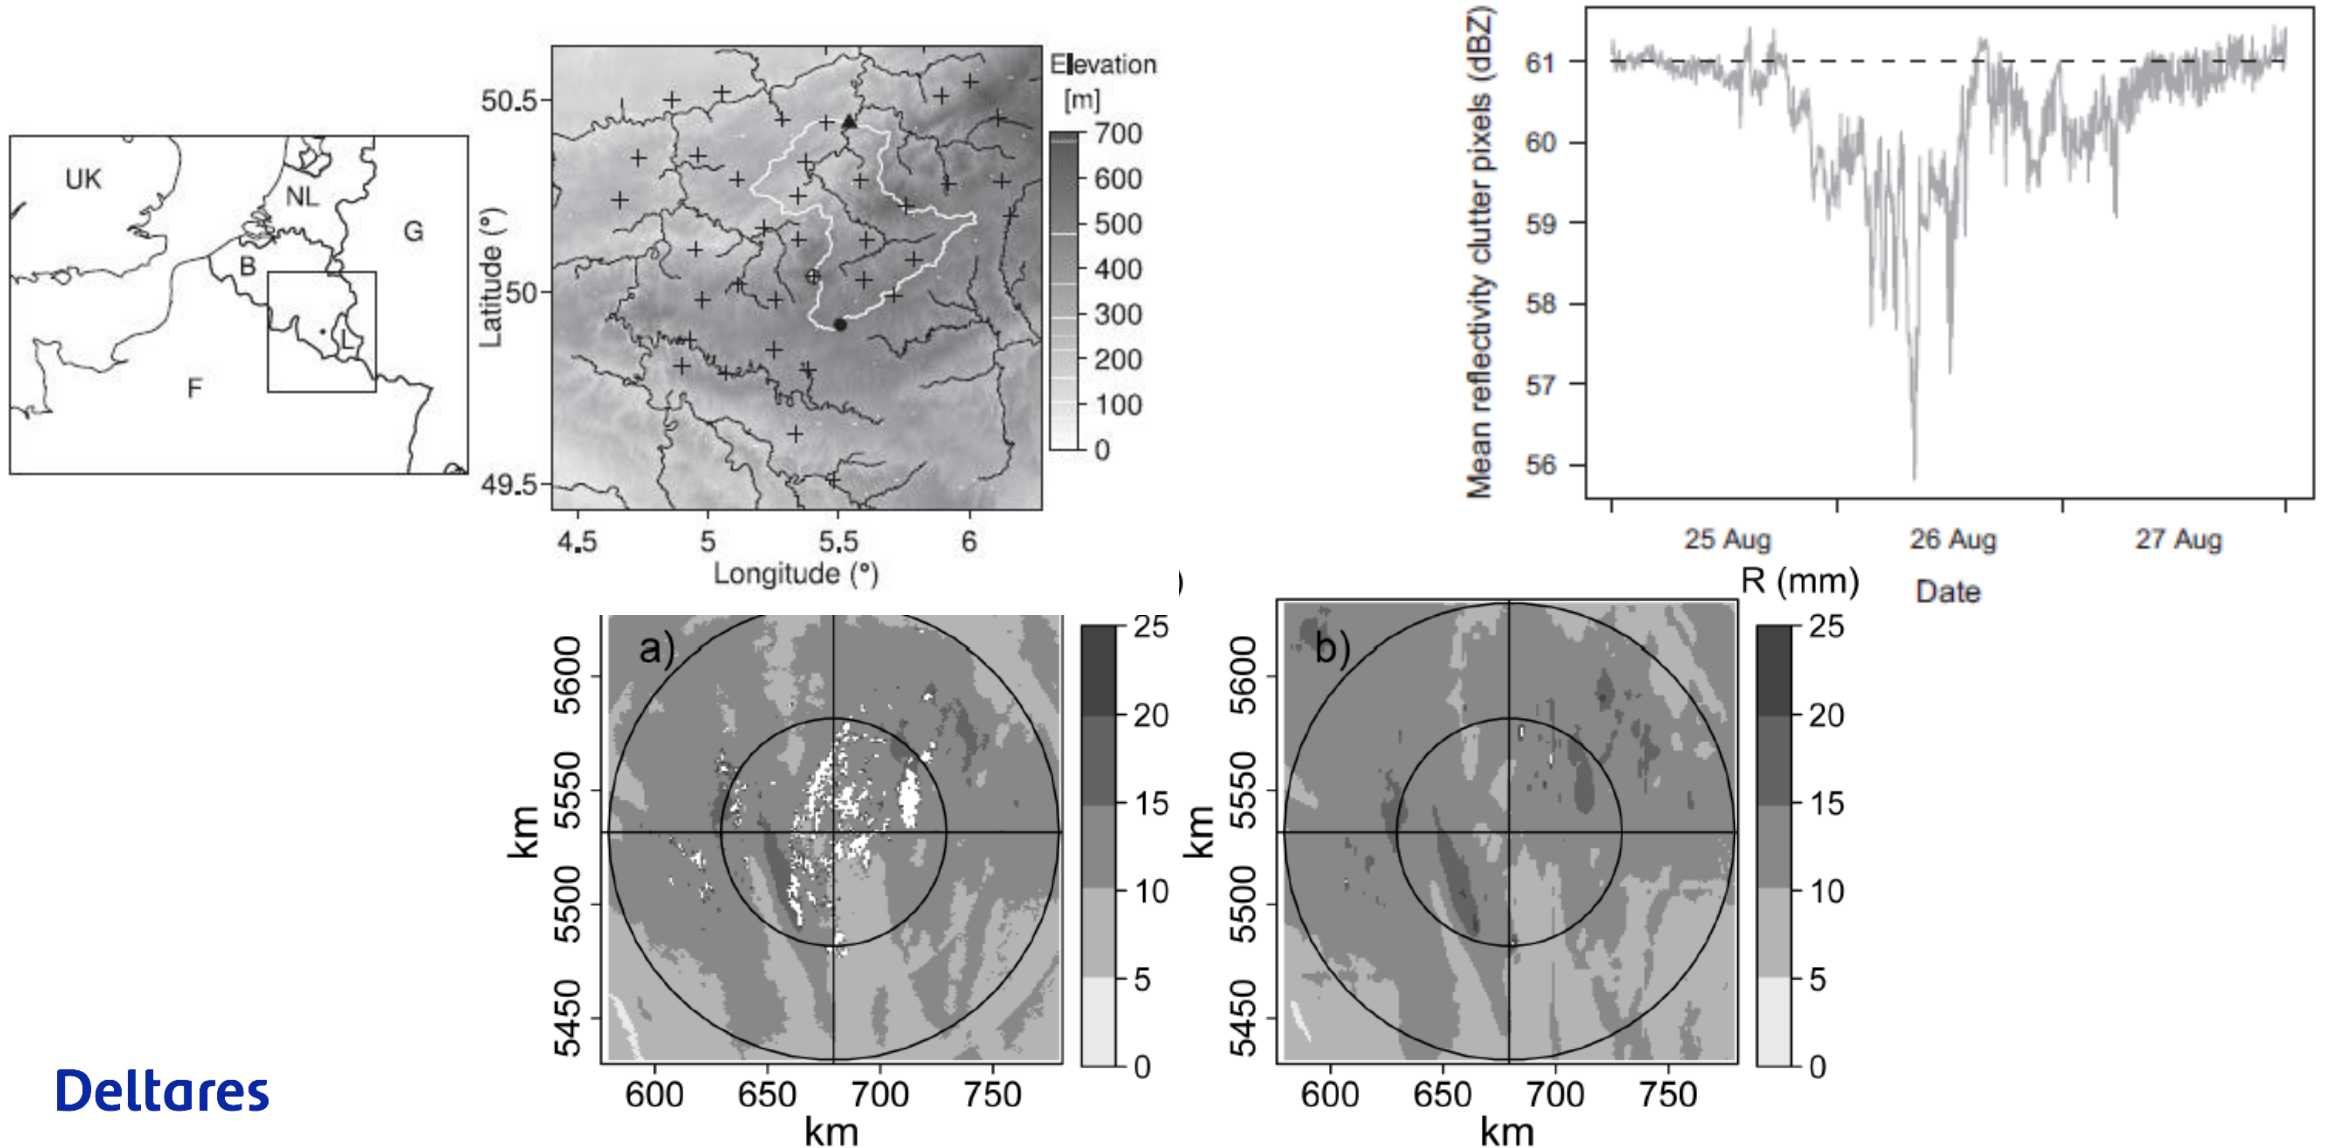 UK
NL
G
B
L
F
Elevation
[m]
700
600
500
400
300
200
100
0
Latitude (°)
50.5
50
49.5
4.5 5 5.5 6
Longitude (°)
Mean reflectivity clutter pixels (dBZ)
61
60
59
58
57
56
25 Aug 26 Aug 27 Aug
Date
a)
km
5600
5550
5500
5450
600 650 700 750
km
25
20
15
10
5
0
)
R (mm)
b)
km
5600
5550
5500
5450
600 650 700 750
km
25
20
15
10
5
0
Deltares